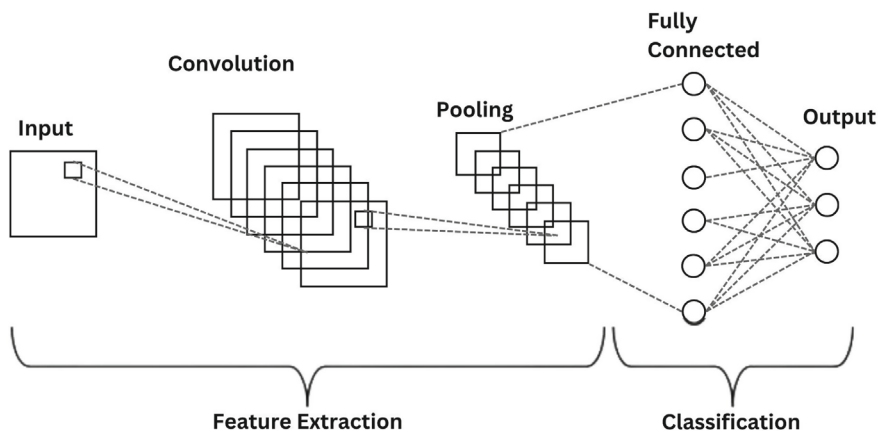 Input
Convolution
Pooling
Fully
Connected
Output
Feature Extraction
Classification